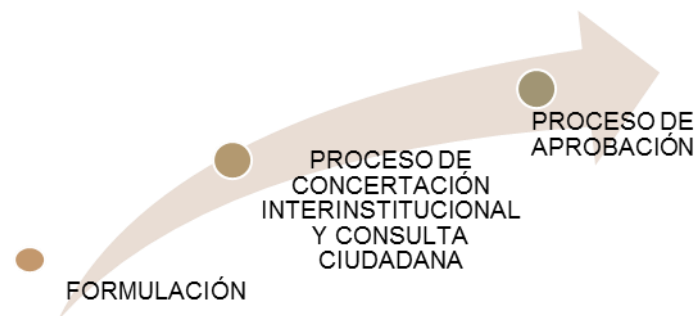 FORMULACIÓN
PROCESO DE
CONCERTACIÓN
INTERINSTITUCIONAL
Y CONSULTA
CIUDADANA
PROCESO DE
APROBACIÓN